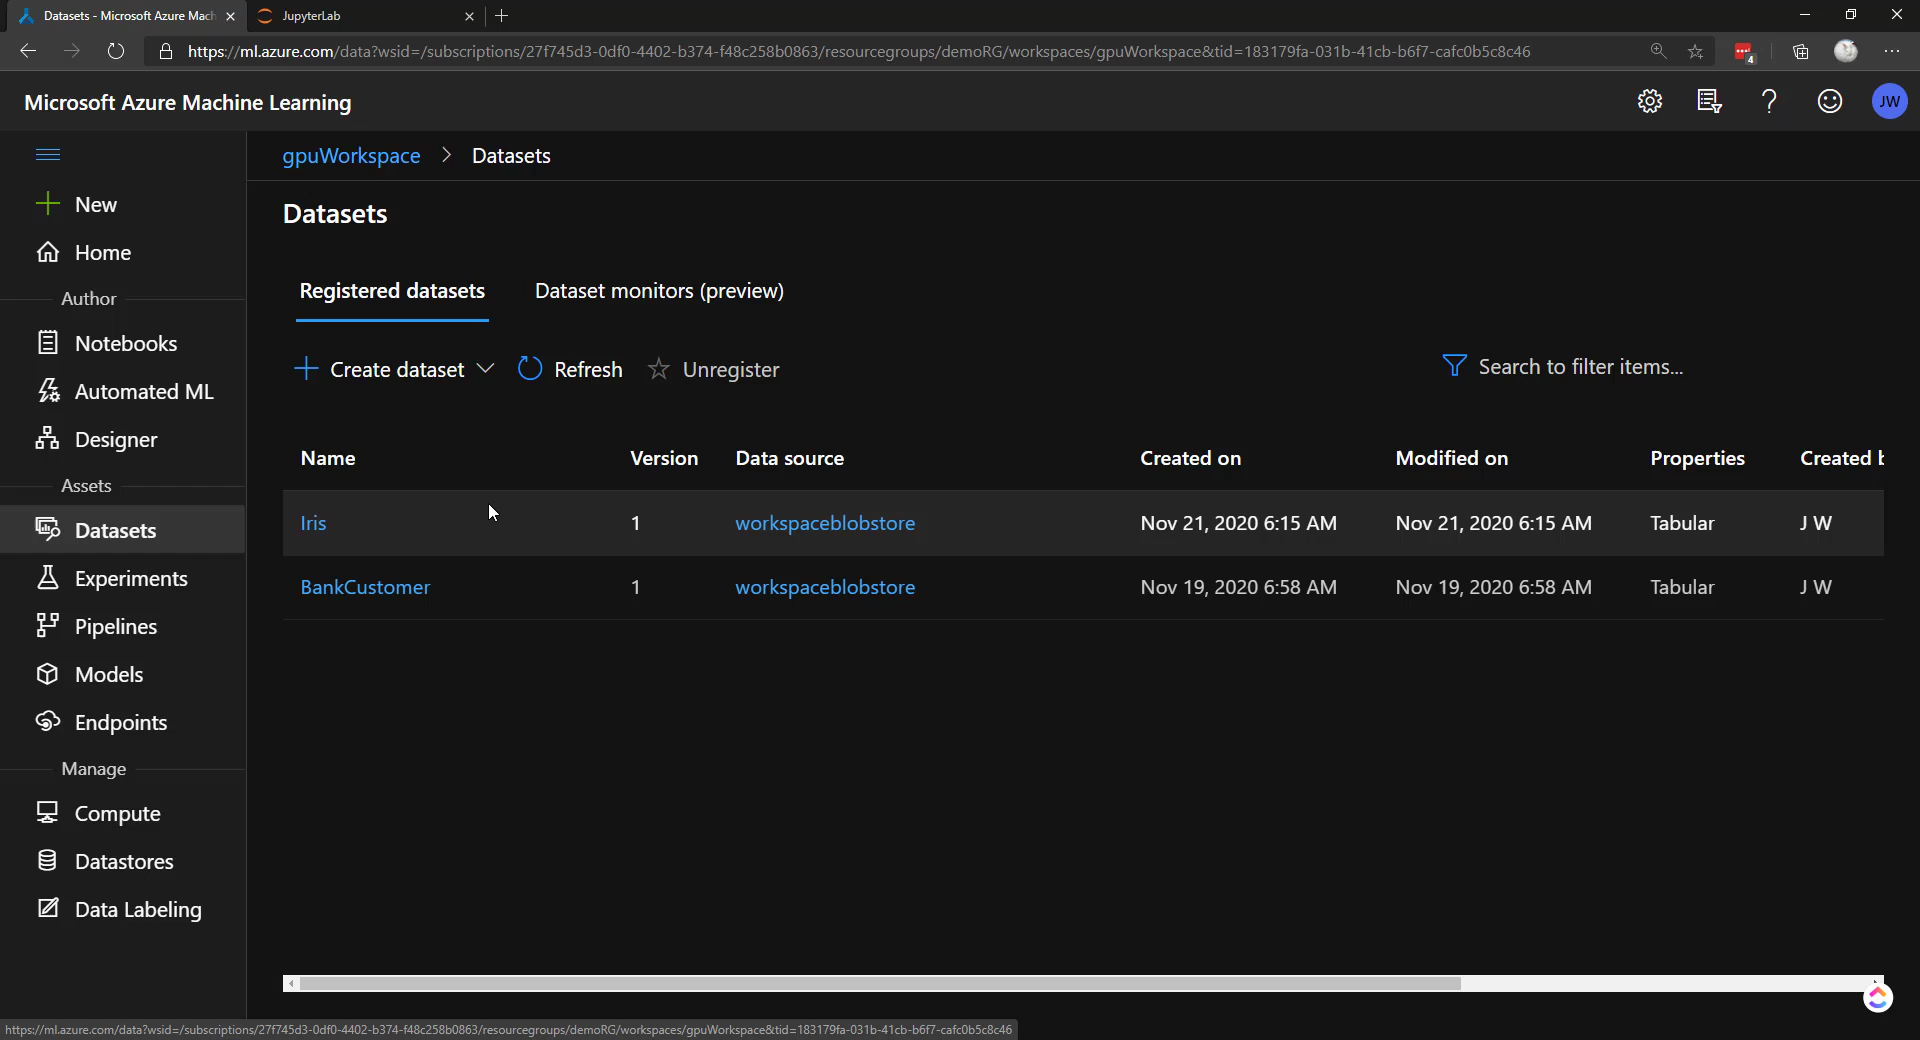 Datasets - Microsoft Azure Mach
JupyterLab
https://ml.azure.com/data?wsid=/subscriptions/27f745d3-0df0-4402-b374-f48c258b0863/resourcegroups/demoRG/workspaces/gpuWorkspace&tid=183179fa-031b-41cb-b6f7-cafc0b5c8c46
4
Microsoft Azure Machine Learning
JW
gpuWorkspace > Datasets
New
Home
Author
Notebooks
Automated ML
Designer
Assets
Datasets
Experiments
Pipelines
Models
Endpoints
Manage
Compute
Datastores
Data Labeling
Datasets
Registered datasets Dataset monitors (preview)
Create dataset Refresh Unregister Search to filter items...
Name Version Data source Created on Modified on Properties Created b
Iris 1 workspaceblobstore Nov 21, 2020 6:15 AM Nov 21, 2020 6:15 AM Tabular J W
BankCustomer 1 workspaceblobstore Nov 19, 2020 6:58 AM Nov 19, 2020 6:58 AM Tabular J W
https://ml.azure.com/data?wsid=/subscriptions/27f745d3-0df0-4402-b374-f48c258b0863/resourcegroups/demoRG/workspaces/gpuWorkspace&tid=183179fa-031b-41cb-b6f7-cafc0b5c8c46